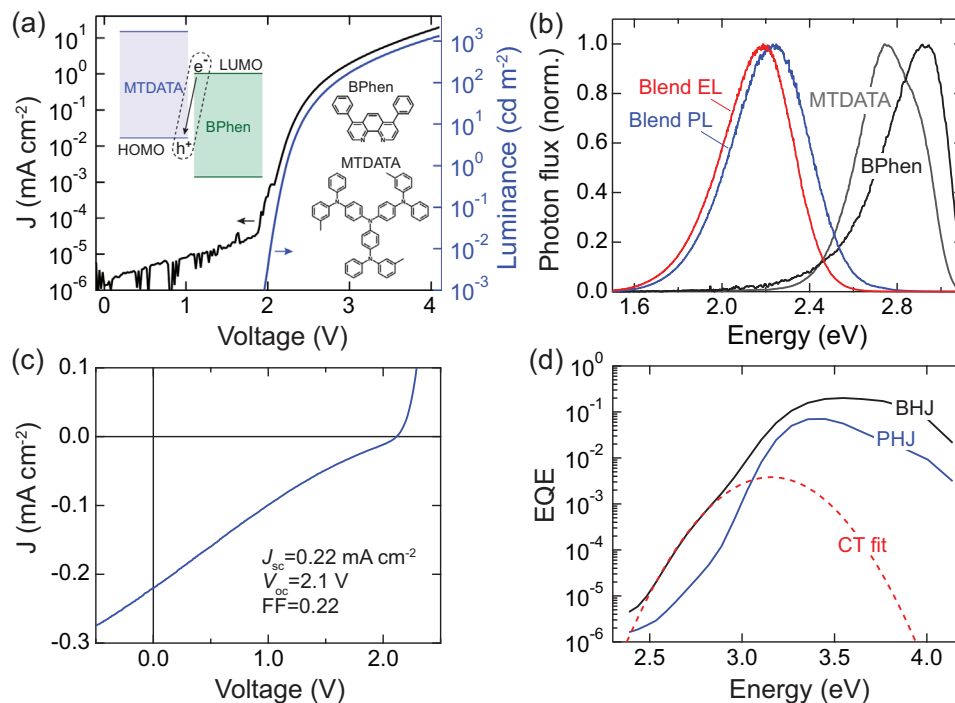 (a)
J (mA cm⁻²)
10¹
10⁰
10⁻¹
10⁻²
10⁻³
10⁻⁴
10⁻⁵
10⁻⁶
MTDATA
e⁻
LUMO
BPhen
HOMO
h⁺
BPhen
N
N
MTDATA
N
N
N
N
10³
10²
10¹
10⁰
10⁻¹
10⁻²
10⁻³
Luminance (cd m⁻²)
0
1
2
3
4
Voltage (V)
(b)
Photon flux (norm.)
1.0
0.8
0.6
0.4
0.2
0.0
Blend EL
Blend PL
MTDATA
BPhen
1.6
2.0
2.4
2.8
Energy (eV)
(c)
J (mA cm⁻²)
0.1
0.0
-0.1
-0.2
-0.3
Jsc=0.22 mA cm⁻²
Voc=2.1 V
FF=0.22
0.0
1.0
2.0
Voltage (V)
(d)
EQE
10⁰
10⁻¹
10⁻²
10⁻³
10⁻⁴
10⁻⁵
10⁻⁶
BHJ
PHJ
CT fit
2.5
3.0
3.5
4.0
Energy (eV)